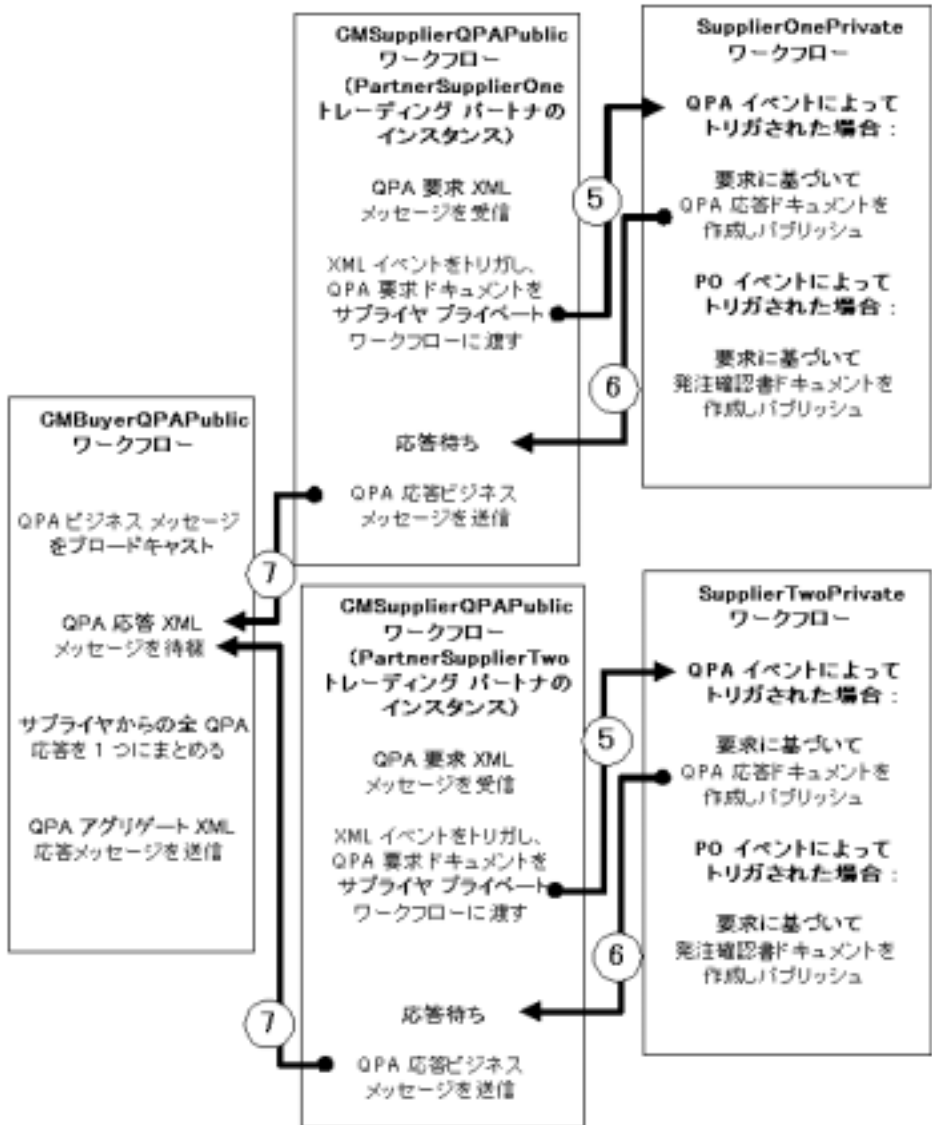 CMSupplierQPAPublic
ワークフロー
(PartnerSupplierOne
トレーディング パートナの
インスタンス)
QPA 要求 XML
メッセージを受信
XML イベントをトリガし、
QPA 要求ドキュメントを
サプライヤ プライベート
ワークフローに渡す
応答待ち
QPA 応答ビジネス
メッセージを送信
5
6
SupplierOnePrivate
ワークフロー
QPA イベントによって
トリガされた場合:
要求に基づいて
QPA 応答ドキュメントを
作成しパブリッシュ
PO イベントによって
トリガされた場合:
要求に基づいて
発注確認書ドキュメントを
作成しパブリッシュ
CMBuyerQPAPublic
ワークフロー
QPA ビジネス メッセージ
をブロードキャスト
QPA 応答 XML
メッセージを待機
サプライヤからの全 QPA
応答を 1 つにまとめる
QPA アグリゲート XML
応答メッセージを送信
7
7
CMSupplierQPAPublic
ワークフロー
(PartnerSupplierTwo
トレーディング パートナの
インスタンス)
QPA 要求 XML
メッセージを受信
XML イベントをトリガし、
QPA 要求ドキュメントを
サプライヤ プライベート
ワークフローに渡す
応答待ち
QPA 応答ビジネス
メッセージを送信
5
6
SupplierTwoPrivate
ワークフロー
QPA イベントによって
トリガされた場合:
要求に基づいて
QPA 応答ドキュメントを
作成しパブリッシュ
PO イベントによって
トリガされた場合:
要求に基づいて
発注確認書ドキュメントを
作成しパブリッシュ